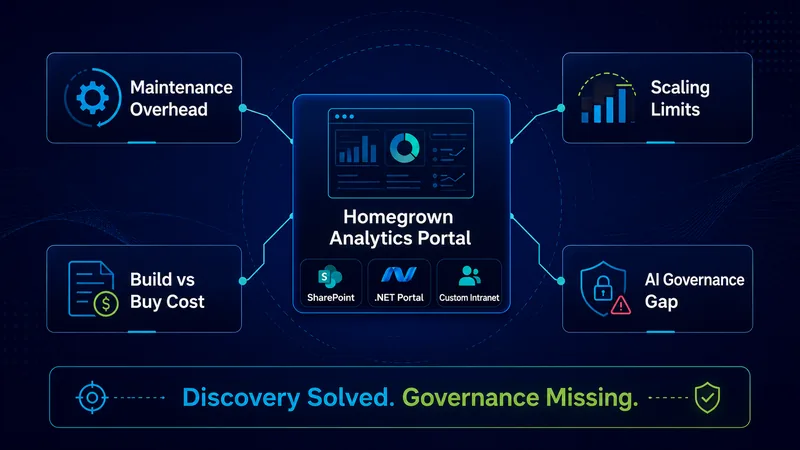 Maintenance
Overhead
Scaling
Limits
Homegrown
Analytics Portal
S
SharePoint
.NET Portal
Custom Intranet
Build vs
Buy Cost
$
AI Governance
Gap
Discovery Solved. Governance Missing.